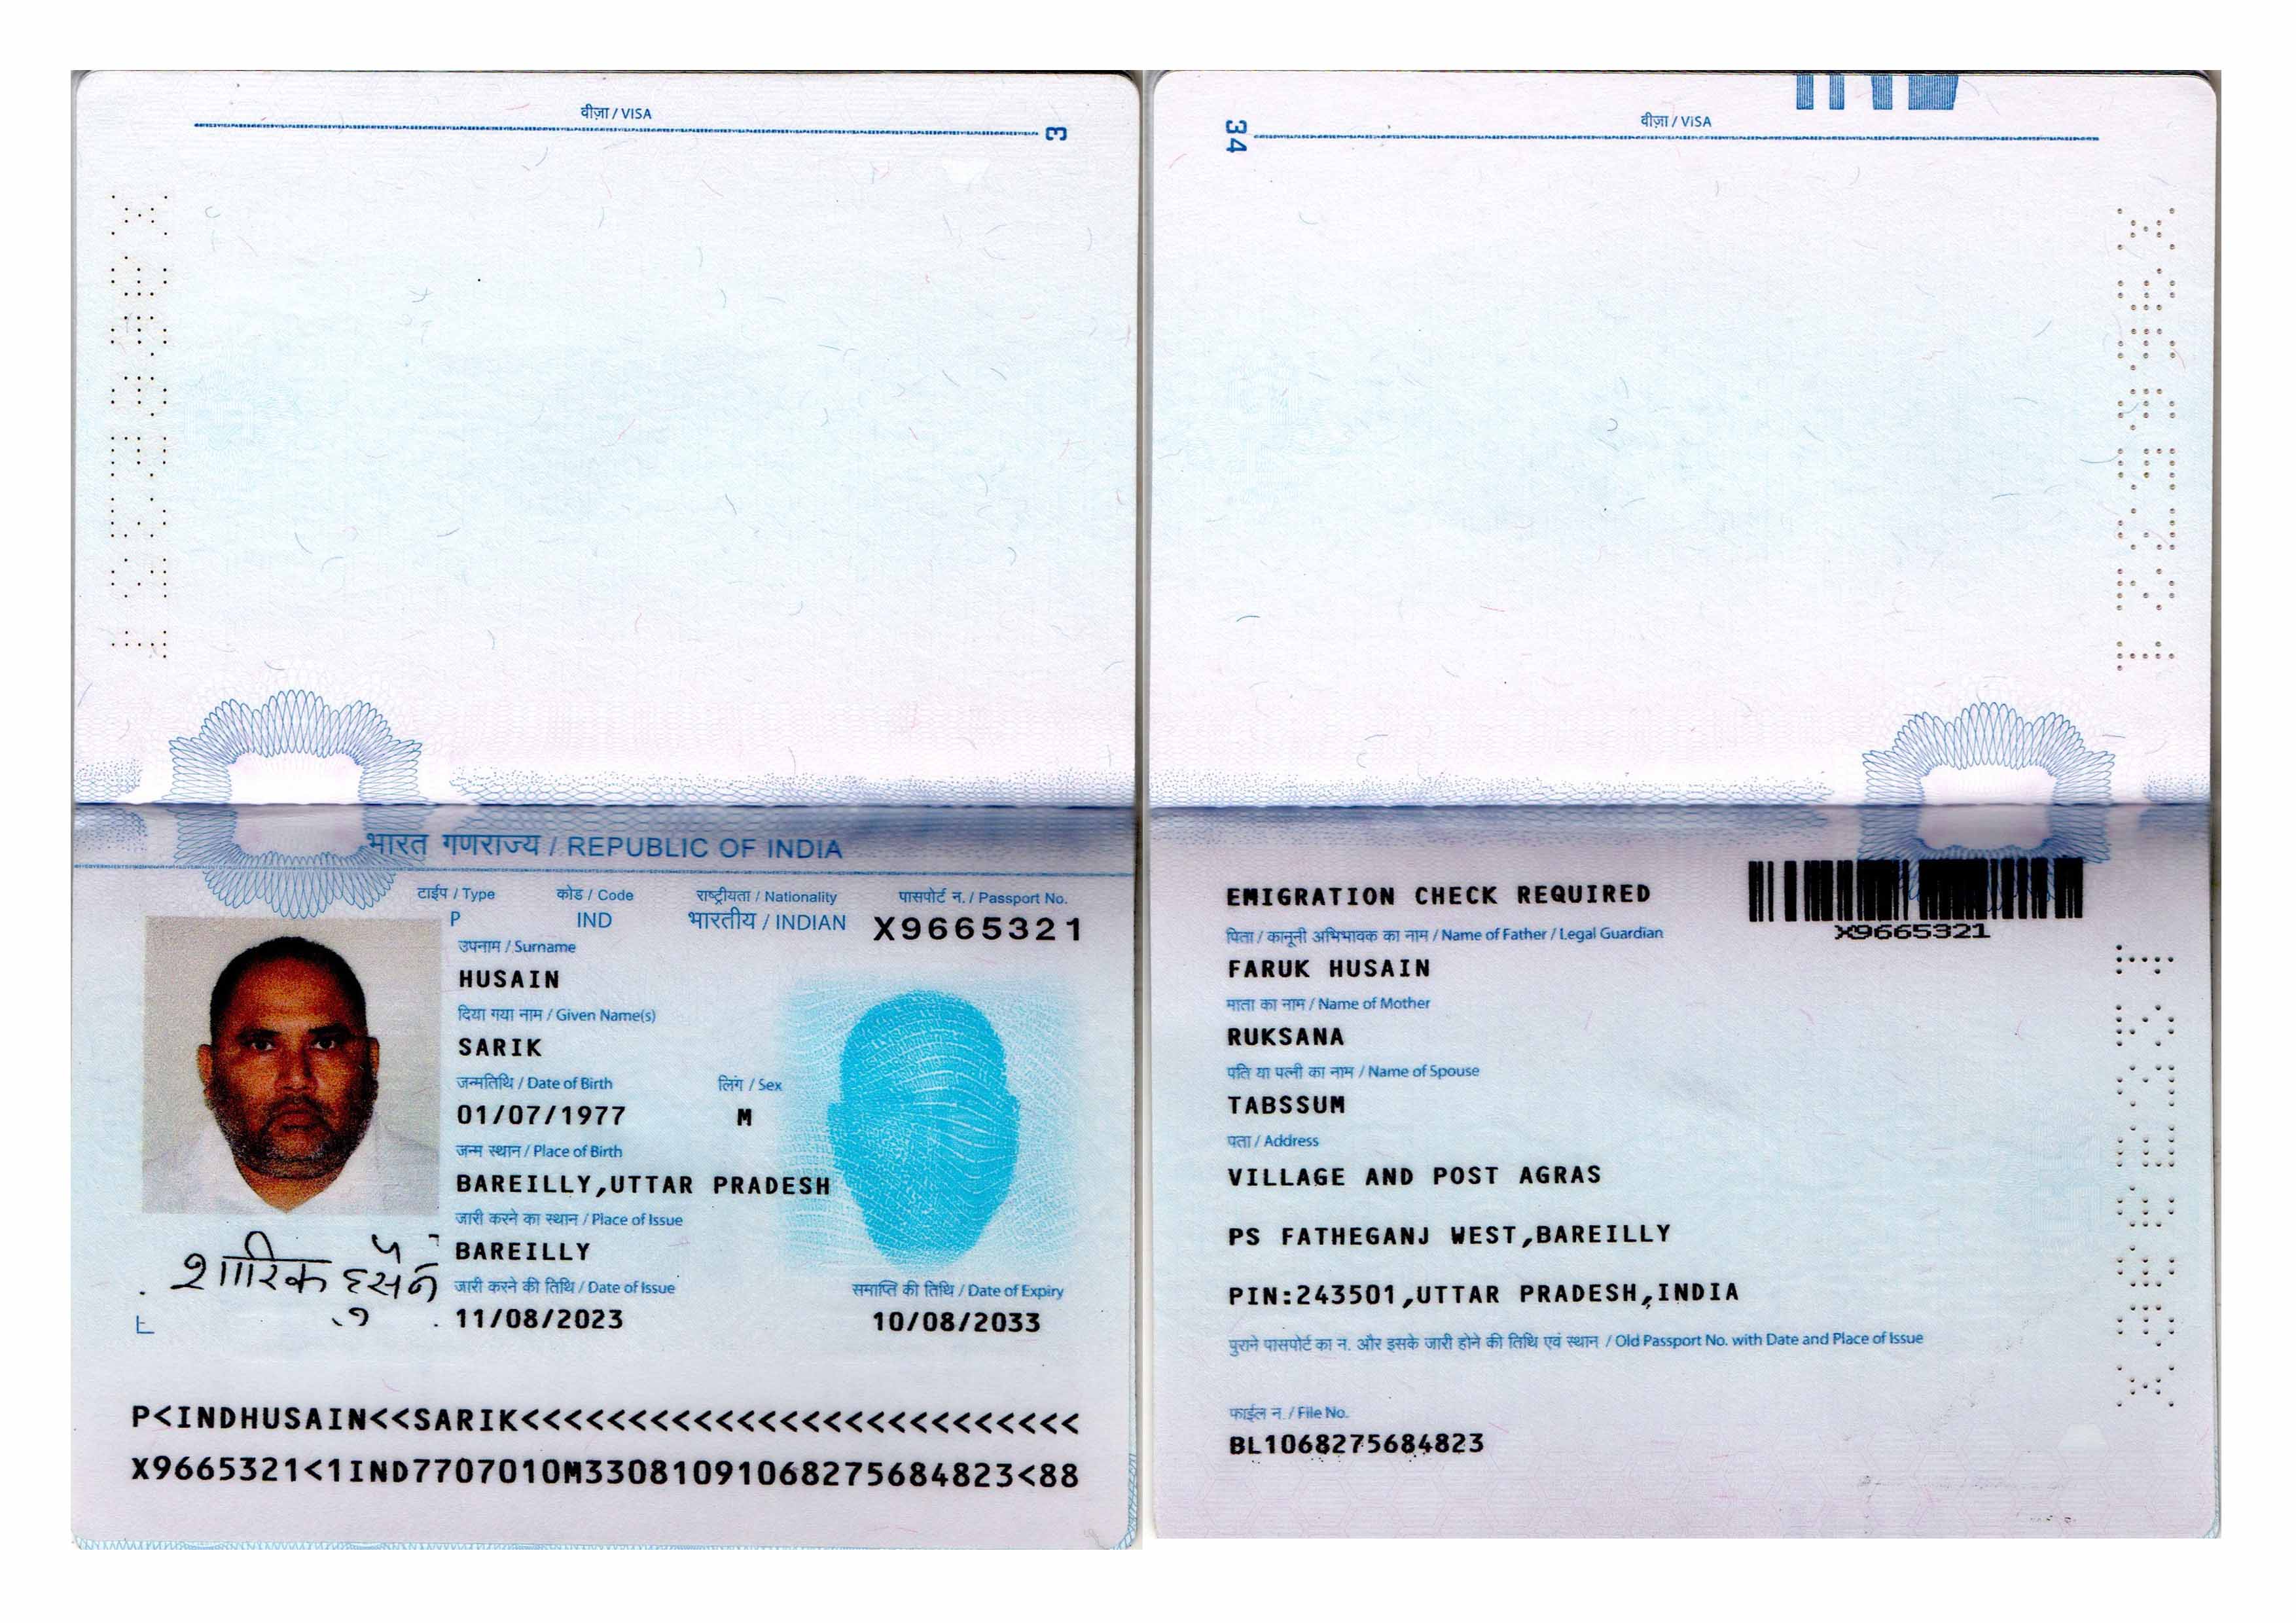 वीज़ा / VISA
3
भारत गणराज्य / REPUBLIC OF INDIA
टाईप / Type कोड / Code राष्ट्रीयता / Nationality पासपोर्ट न. / Passport No.
P IND भारतीय / INDIAN X9665321
उपनाम / Surname
HUSAIN
दिया गया नाम / Given Name(s)
SARIK
जन्मतिथि / Date of Birth लिंग / Sex
01/07/1977 M
जन्म स्थान / Place of Birth
BAREILLY,UTTAR PRADESH
जारी करने का स्थान / Place of Issue
BAREILLY
शारिक हुसैन
जारी करने की तिथि / Date of Issue समाप्ति की तिथि / Date of Expiry
11/08/2023 10/08/2033
P<INDHUSAIN<<SARIK<<<<<<<<<<<<<<<<<<<<<<<<<<
X9665321<1IND7707010M33081091068275684823<88
वीज़ा / VISA
34
EMIGRATION CHECK REQUIRED
X9665321
पिता / कानूनी अभिभावक का नाम / Name of Father / Legal Guardian
FARUK HUSAIN
माता का नाम / Name of Mother
RUKSANA
पति या पत्नी का नाम / Name of Spouse
TABSSUM
पता / Address
VILLAGE AND POST AGRAS
PS FATHEGANJ WEST,BAREILLY
PIN:243501,UTTAR PRADESH,INDIA
पुराने पासपोर्ट का न. और इसके जारी होने की तिथि एवं स्थान / Old Passport No. with Date and Place of Issue
फाईल न. / File No.
BL1068275684823
X9665321